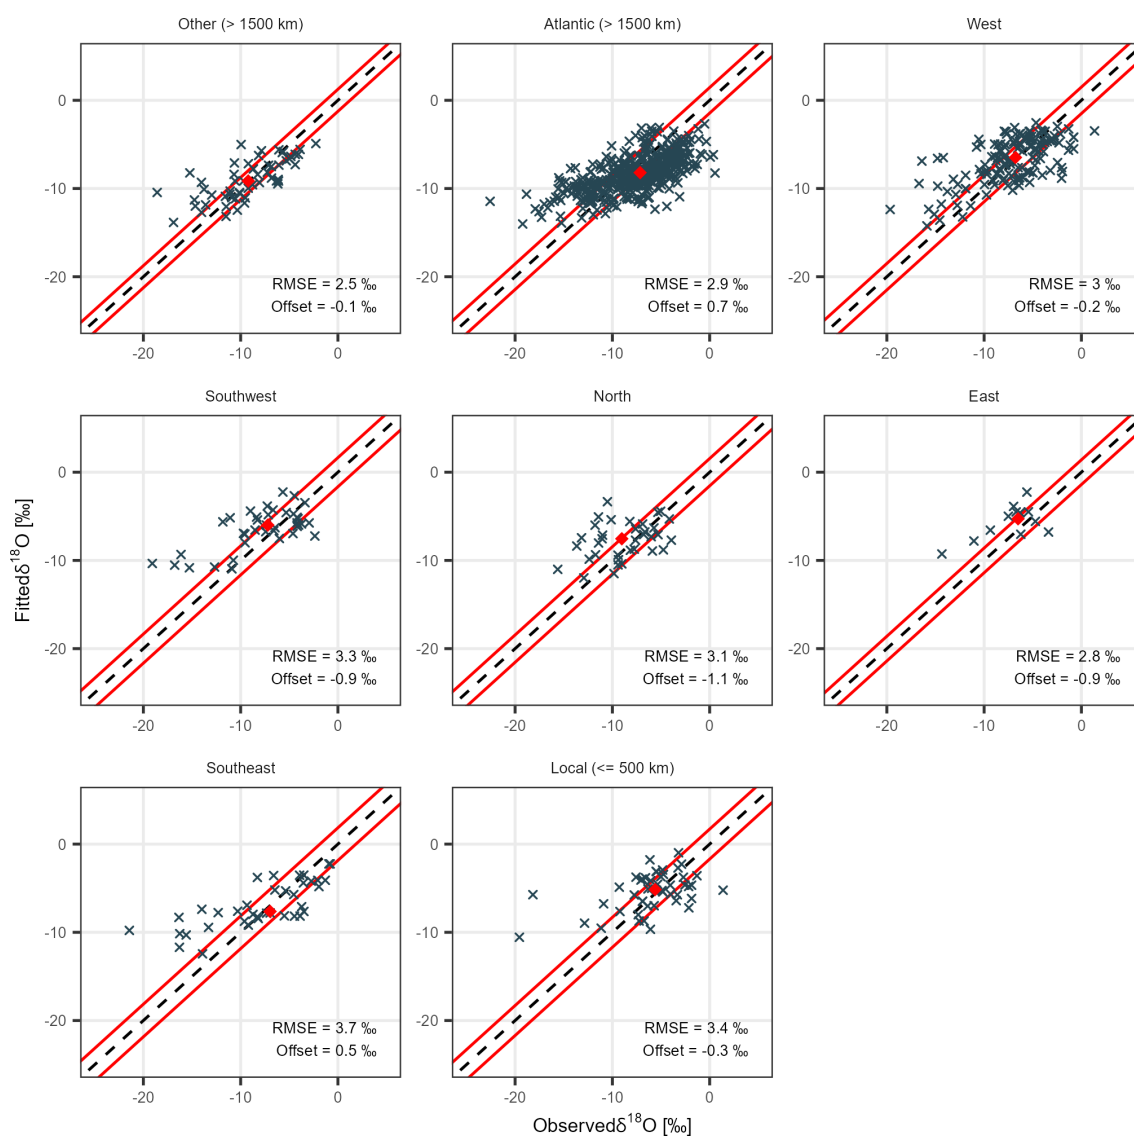 Other (> 1500 km)
Atlantic (> 1500 km)
West
0
-10
-20
RMSE = 2.5 ‰
Offset = -0.1 ‰
-20
-10
0
0
-10
-20
RMSE = 2.9 ‰
Offset = 0.7 ‰
-20
-10
0
0
-10
-20
RMSE = 3 ‰
Offset = -0.2 ‰
-20
-10
0
Southwest
North
East
Fittedδ¹⁸O [‰]
0
-10
-20
RMSE = 3.3 ‰
Offset = -0.9 ‰
-20
-10
0
0
-10
-20
RMSE = 3.1 ‰
Offset = -1.1 ‰
-20
-10
0
0
-10
-20
RMSE = 2.8 ‰
Offset = -0.9 ‰
-20
-10
0
Southeast
Local (<= 500 km)
0
-10
-20
RMSE = 3.7 ‰
Offset = 0.5 ‰
-20
-10
0
0
-10
-20
RMSE = 3.4 ‰
Offset = -0.3 ‰
-20
-10
0
Observedδ¹⁸O [‰]